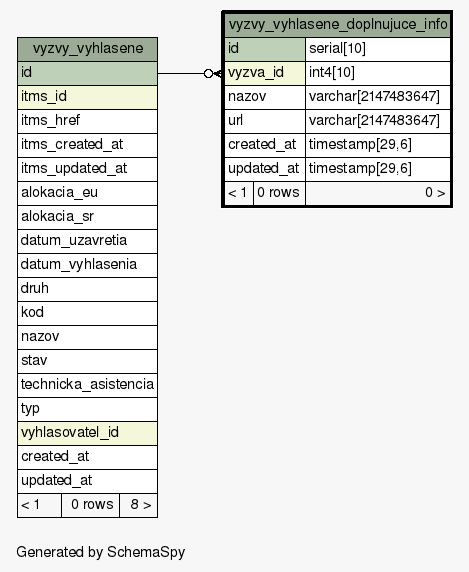 vyzvy_vyhlasene
id
itms_id
itms_href
itms_created_at
itms_updated_at
alokacia_eu
alokacia_sr
datum_uzavretia
datum_vyhlasenia
druh
kod
nazov
stav
technicka_asistencia
typ
vyhlasovatel_id
created_at
updated_at
< 1 0 rows 8 >
vyzvy_vyhlasene_doplnujuce_info
id serial[10]
vyzva_id int4[10]
nazov varchar[2147483647]
url varchar[2147483647]
created_at timestamp[29,6]
updated_at timestamp[29,6]
< 1 0 rows 0 >
Generated by SchemaSpy